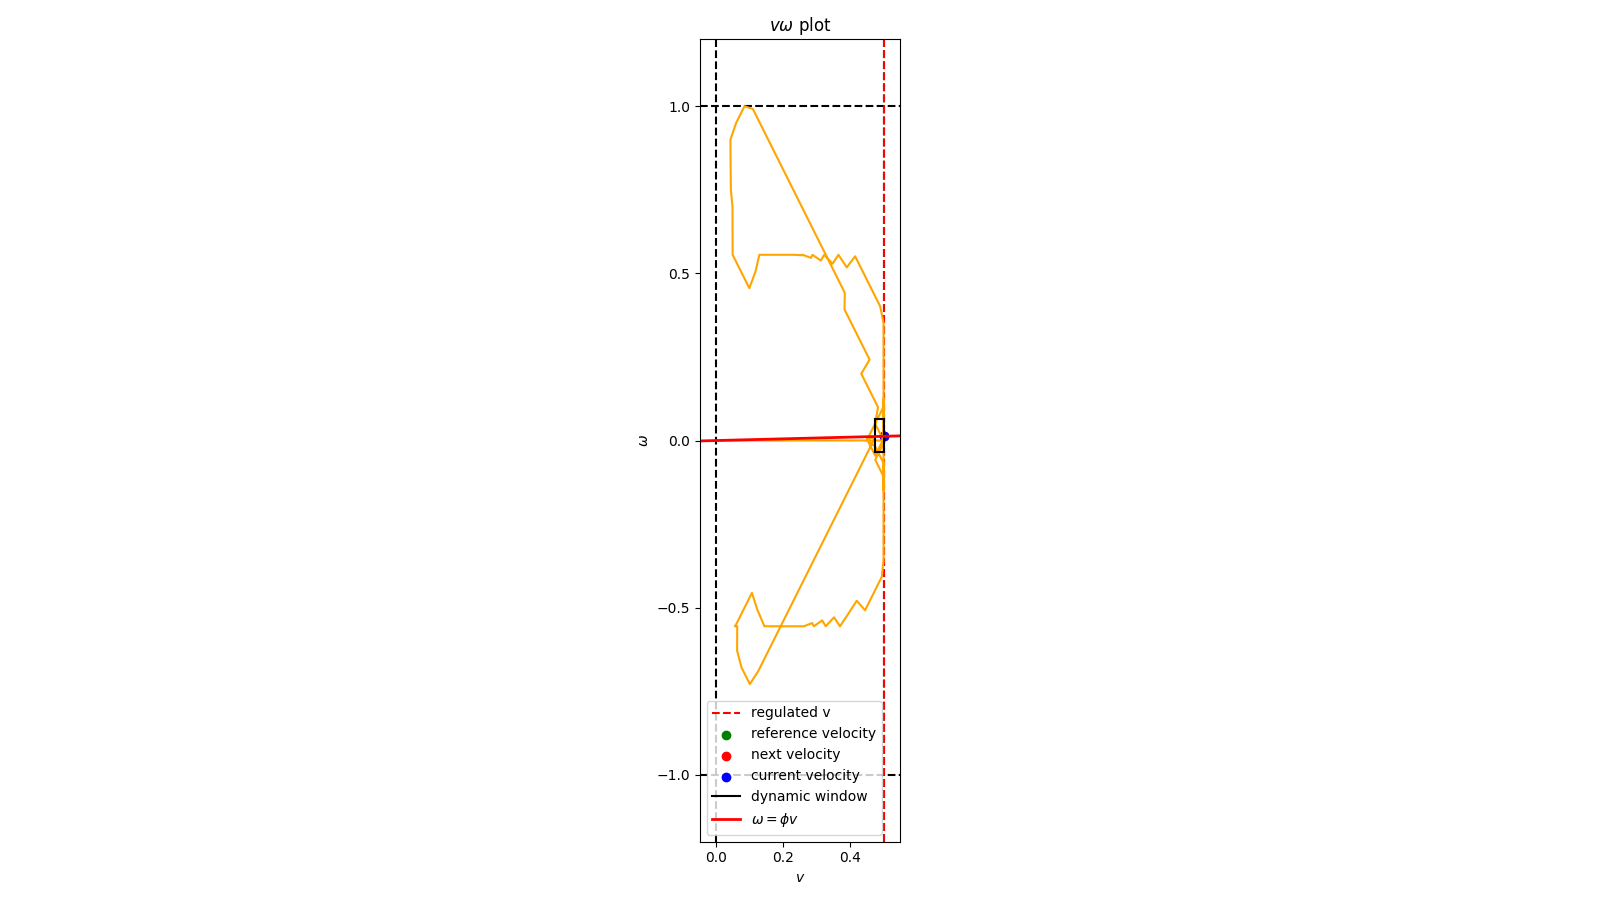 vω plot
1.0
0.5
0.0
−0.5
−1.0
ω
regulated v
reference velocity
next velocity
current velocity
dynamic window
ω = ϕv
0.0 0.2 0.4
v